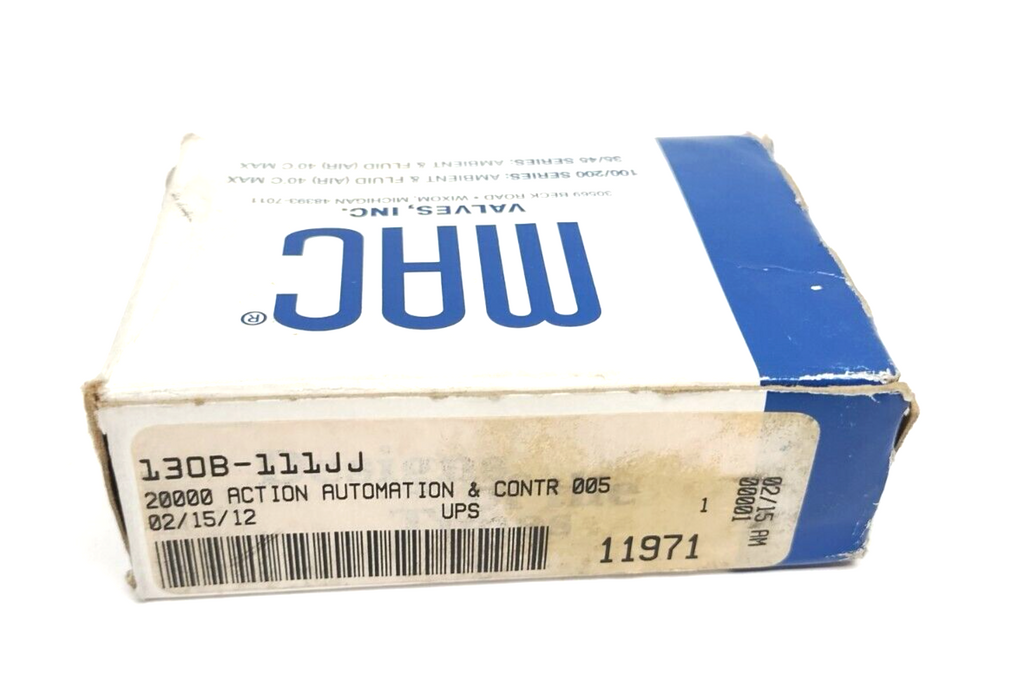 MAC®
VALVES, INC.
30569 BECK ROAD • WIXOM, MICHIGAN 48393-7011
100/200 SERIES: AMBIENT & FLUID (AIR) 40°C MAX
35/45 SERIES: AMBIENT & FLUID (AIR) 40°C MAX
130B-111JJ
20000 ACTION AUTOMATION & CONTR 005
02/15/12 UPS 1
11971
02/15 AM
00001